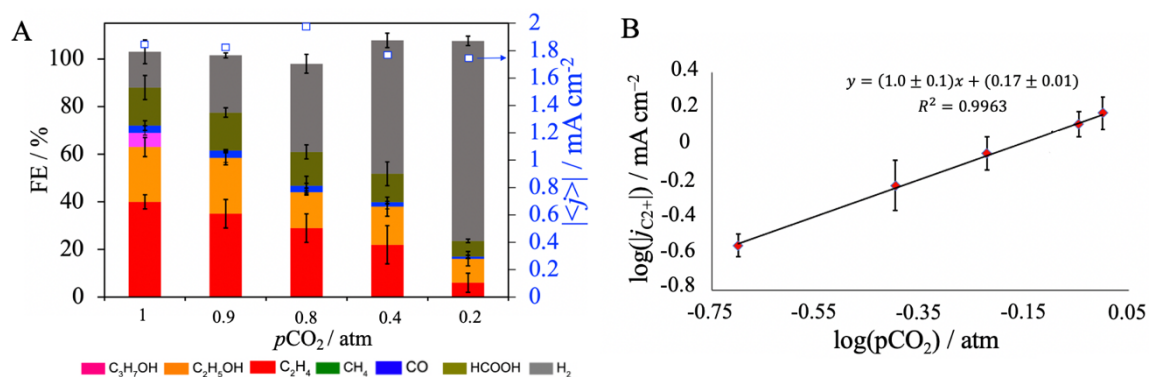 A
FE / %
100
80
60
40
20
0
1 0.9 0.8 0.4 0.2
pCO₂ / atm
2
1.8
1.6
1.4
1.2
1
0.8
0.6
0.4
0.2
0
|<j>| / mA cm⁻²
C₃H₇OH C₂H₅OH C₂H₄ CH₄ CO HCOOH H₂
B
y = (1.0 ± 0.1)x + (0.17 ± 0.01)
R² = 0.9963
log(|j_C2+|) / mA cm⁻²
0.4
0.2
0
-0.2
-0.4
-0.6
-0.8
-0.75 -0.55 -0.35 -0.15 0.05
log(pCO₂) / atm